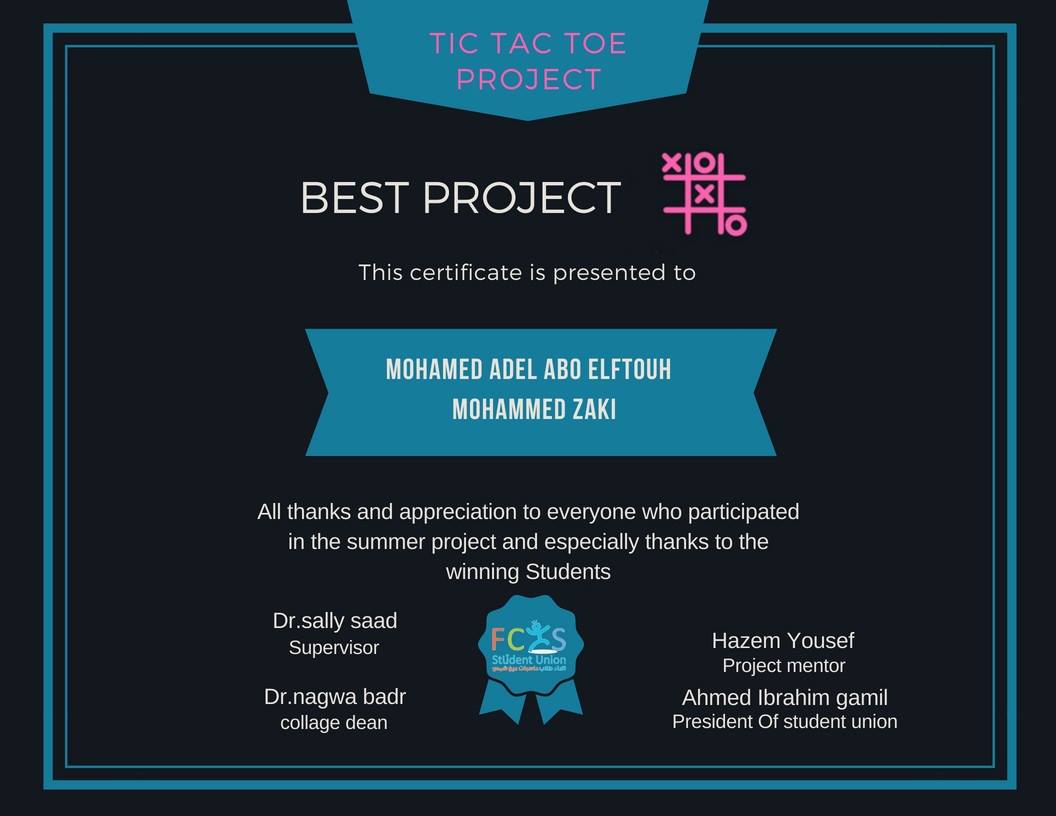 TIC TAC TOE
PROJECT
BEST PROJECT
This certificate is presented to
MOHAMED ADEL ABO ELFTOUH
MOHAMMED ZAKI
All thanks and appreciation to everyone who participated
in the summer project and especially thanks to the
winning Students
Dr.sally saad
Supervisor
Dr.nagwa badr
collage dean
FCIS
Student Union
Hazem Yousef
Project mentor
Ahmed Ibrahim gamil
President Of student union